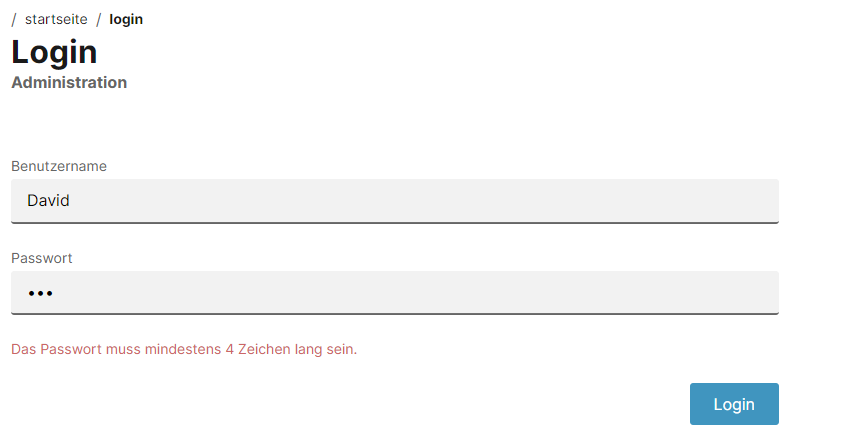 / startseite / login
Login
Administration
Benutzername
David
Passwort
•••
Das Passwort muss mindestens 4 Zeichen lang sein.
Login